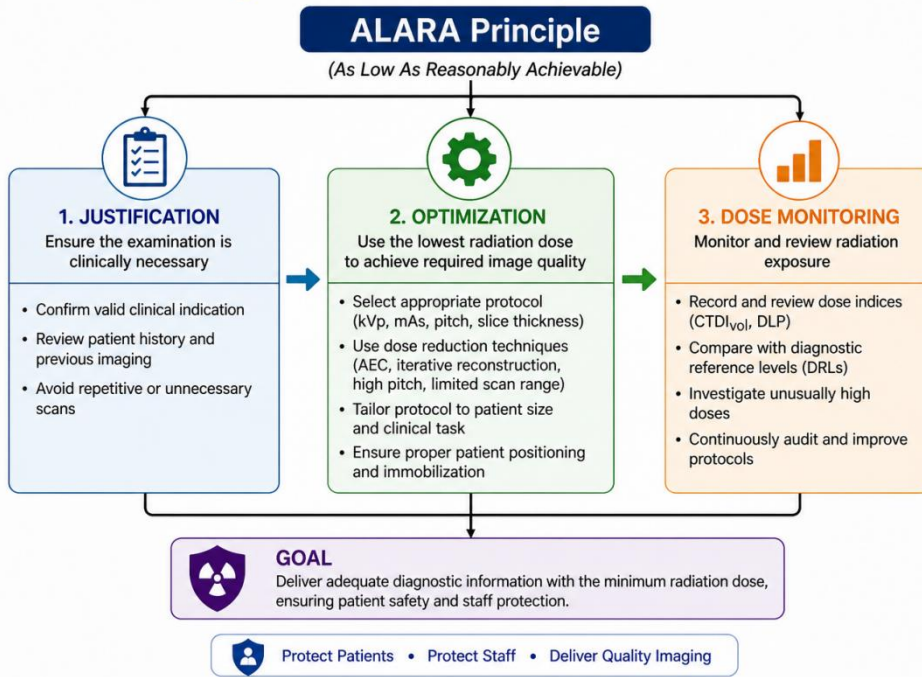 ALARA Principle
(As Low As Reasonably Achievable)
1. JUSTIFICATION
Ensure the examination is
clinically necessary
• Confirm valid clinical indication
• Review patient history and
previous imaging
• Avoid repetitive or unnecessary
scans
2. OPTIMIZATION
Use the lowest radiation dose
to achieve required image quality
• Select appropriate protocol
(kVp, mAs, pitch, slice thickness)
• Use dose reduction techniques
(AEC, iterative reconstruction,
high pitch, limited scan range)
• Tailor protocol to patient size
and clinical task
• Ensure proper patient positioning
and immobilization
3. DOSE MONITORING
Monitor and review radiation
exposure
• Record and review dose indices
(CTDIvol, DLP)
• Compare with diagnostic
reference levels (DRLs)
• Investigate unusually high
doses
• Continuously audit and improve
protocols
GOAL
Deliver adequate diagnostic information with the minimum radiation dose,
ensuring patient safety and staff protection.
Protect Patients • Protect Staff • Deliver Quality Imaging